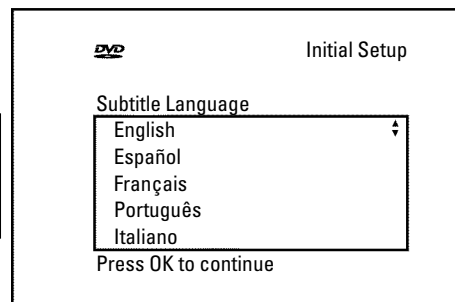 DVD Initial Setup
Subtitle Language
English
Español
Français
Português
Italiano
Press OK to continue